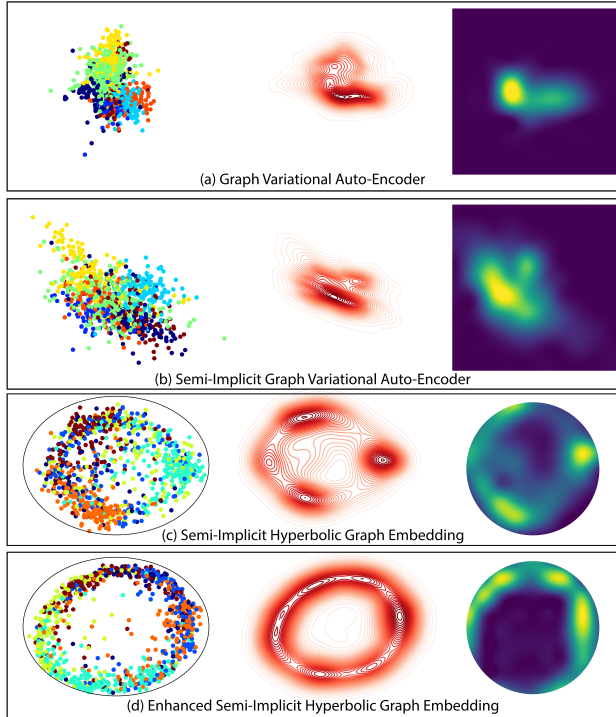 (a) Graph Variational Auto-Encoder
(b) Semi-Implicit Graph Variational Auto-Encoder
(c) Semi-Implicit Hyperbolic Graph Embedding
(d) Enhanced Semi-Implicit Hyperbolic Graph Embedding